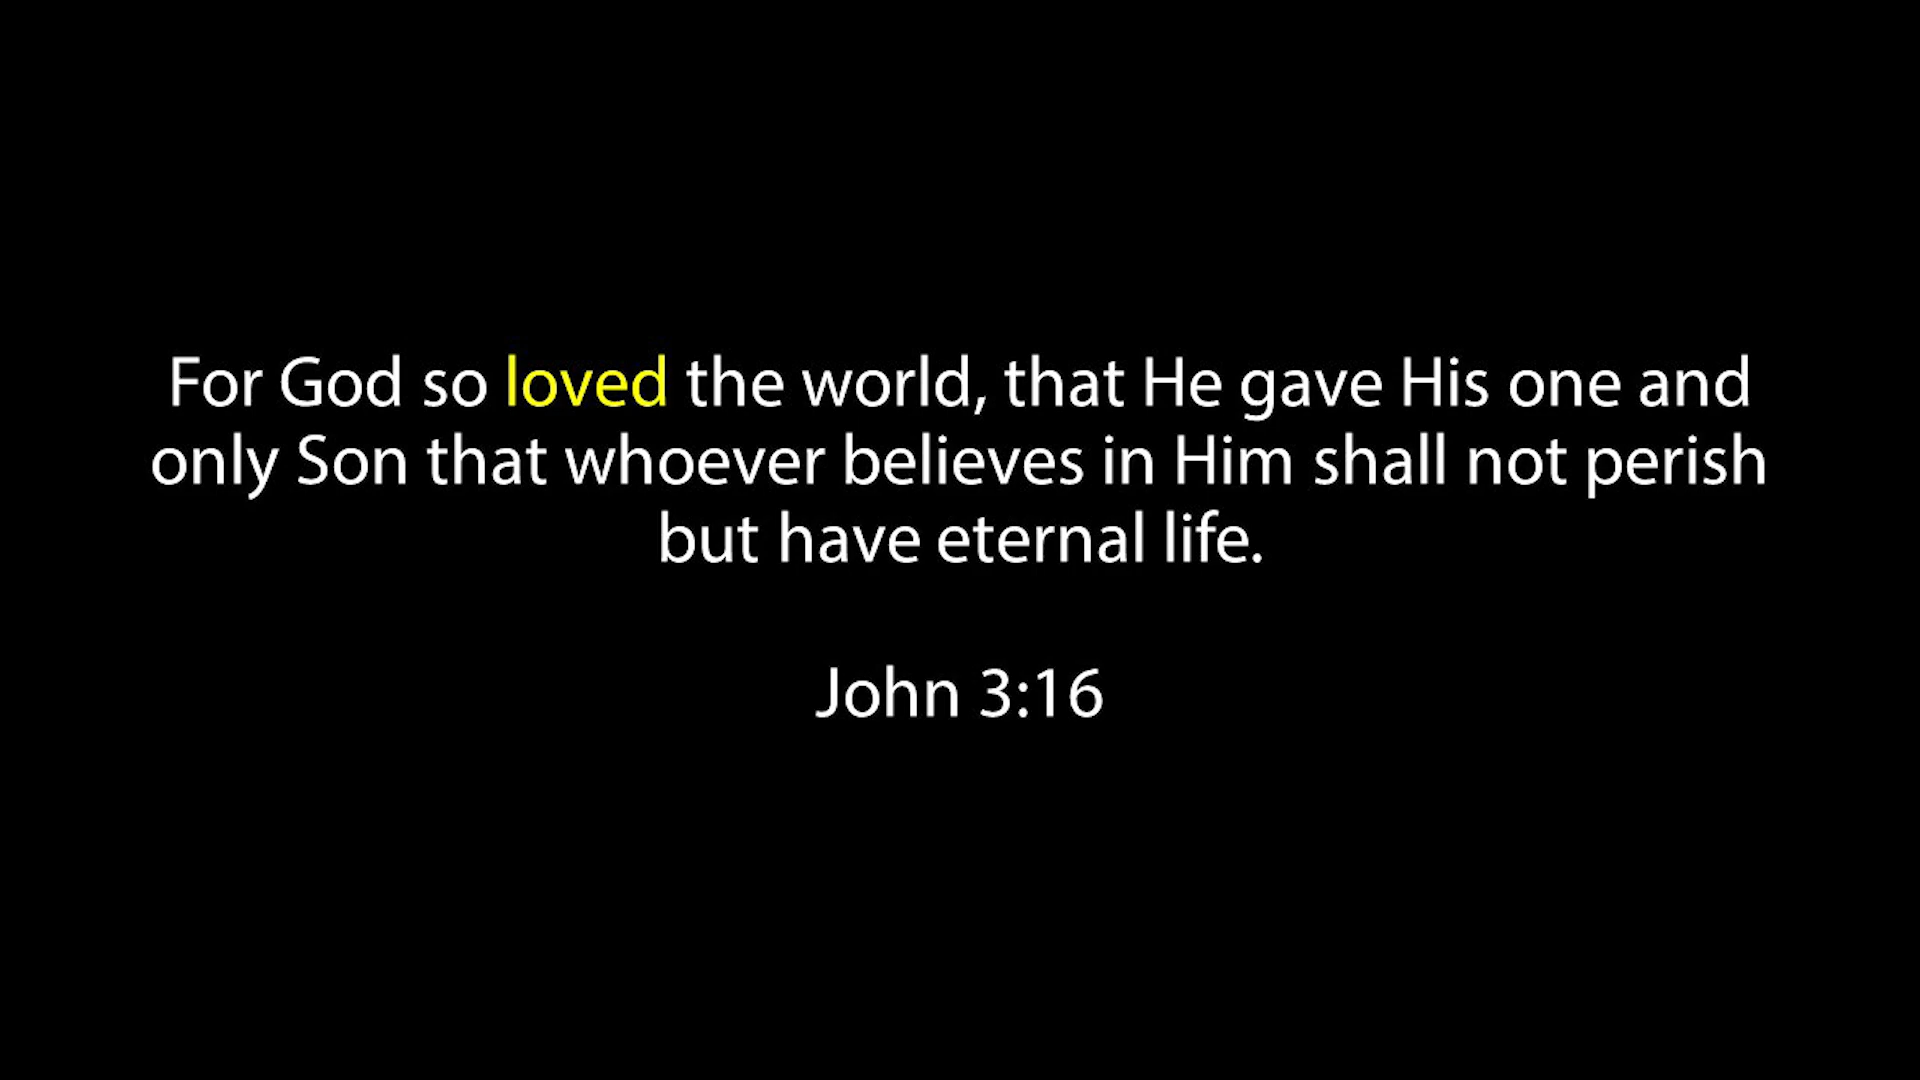 For God so loved the world, that He gave His one and
only Son that whoever believes in Him shall not perish
but have eternal life.
John 3:16